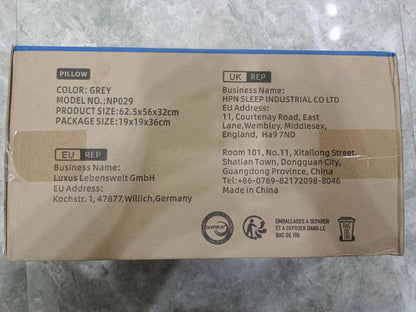 PILLOW
COLOR: GREY
MODEL NO.:NP029
PRODUCT SIZE:62.5x56x32cm
PACKAGE SIZE:19x19x36cm
EU REP
Business Name:
Luxus Lebenswelt GmbH
EU Address:
Kochstr. 1, 47877,Willich,Germany
UK REP
Business Name:
HPN SLEEP INDUSTRIAL CO LTD
EU Address:
11, Courtenay Road, East
Lane,Wembley, Middlesex,
England, Ha9 7ND
Room 101, No.11, Xitallong Street,
Shatian Town, Dongguan City,
Guangdong Province, China
Tel:+86-0769-82172098-8046
Made in China
EMBALLAGES A SEPARER
ET A DEPOSER DANS LE
BAC DE TRI
BAC
DE
TRI